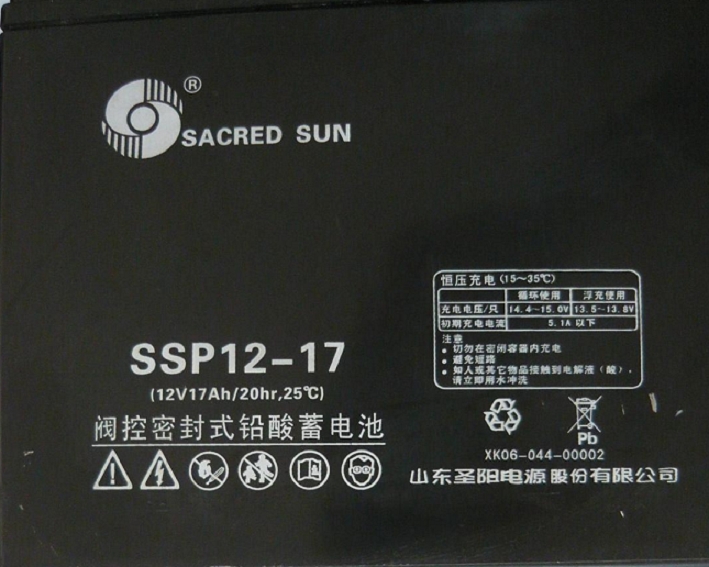 ®
SACRED SUN
恒压充电(15~35℃)
循环使用 浮充使用
充电电压/只 14.4~15.0V 13.5~13.8V
初期充电电流 5.1A 以下
注意
• 切勿在密闭容器内充电
• 避免短路
• 如人或其它物品接触到电解液(酸),
请立即用水冲洗
SSP12-17
(12V17Ah/20hr,25℃)
阀控密封式铅酸蓄电池
Pb
XK06-044-00002
山东圣阳电源股份有限公司